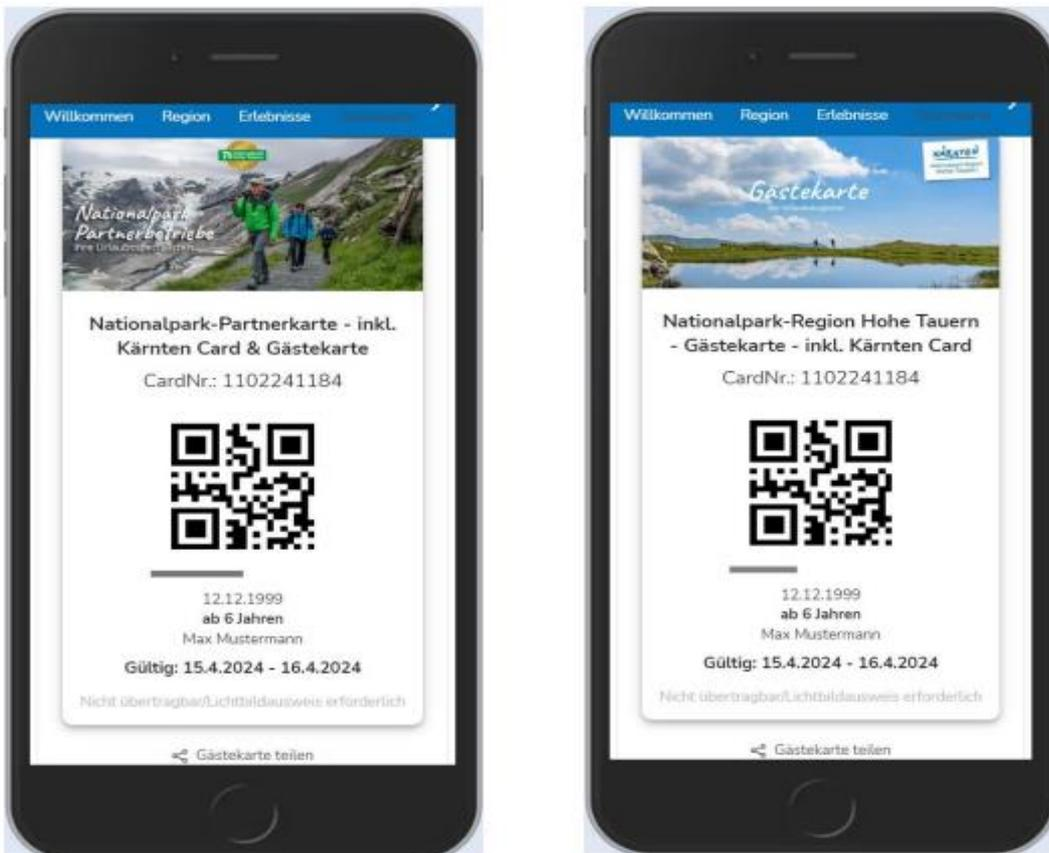 Willkommen Region Erlebnisse
Nationalpark
Partnerbetriebe
Nationalpark-Partnerkarte - inkl.
Kärnten Card & Gästekarte
CardNr.: 1102241184
12.12.1999
ab 6 Jahren
Max Mustermann
Gültig: 15.4.2024 - 16.4.2024
Nicht übertragbar/Lichtbildausweis erforderlich
Gästekarte teilen
Willkommen Region Erlebnisse
KÄRNTEN
Gästekarte
Nationalpark-Region Hohe Tauern
- Gästekarte - inkl. Kärnten Card
CardNr.: 1102241184
12.12.1999
ab 6 Jahren
Max Mustermann
Gültig: 15.4.2024 - 16.4.2024
Nicht übertragbar/Lichtbildausweis erforderlich
Gästekarte teilen